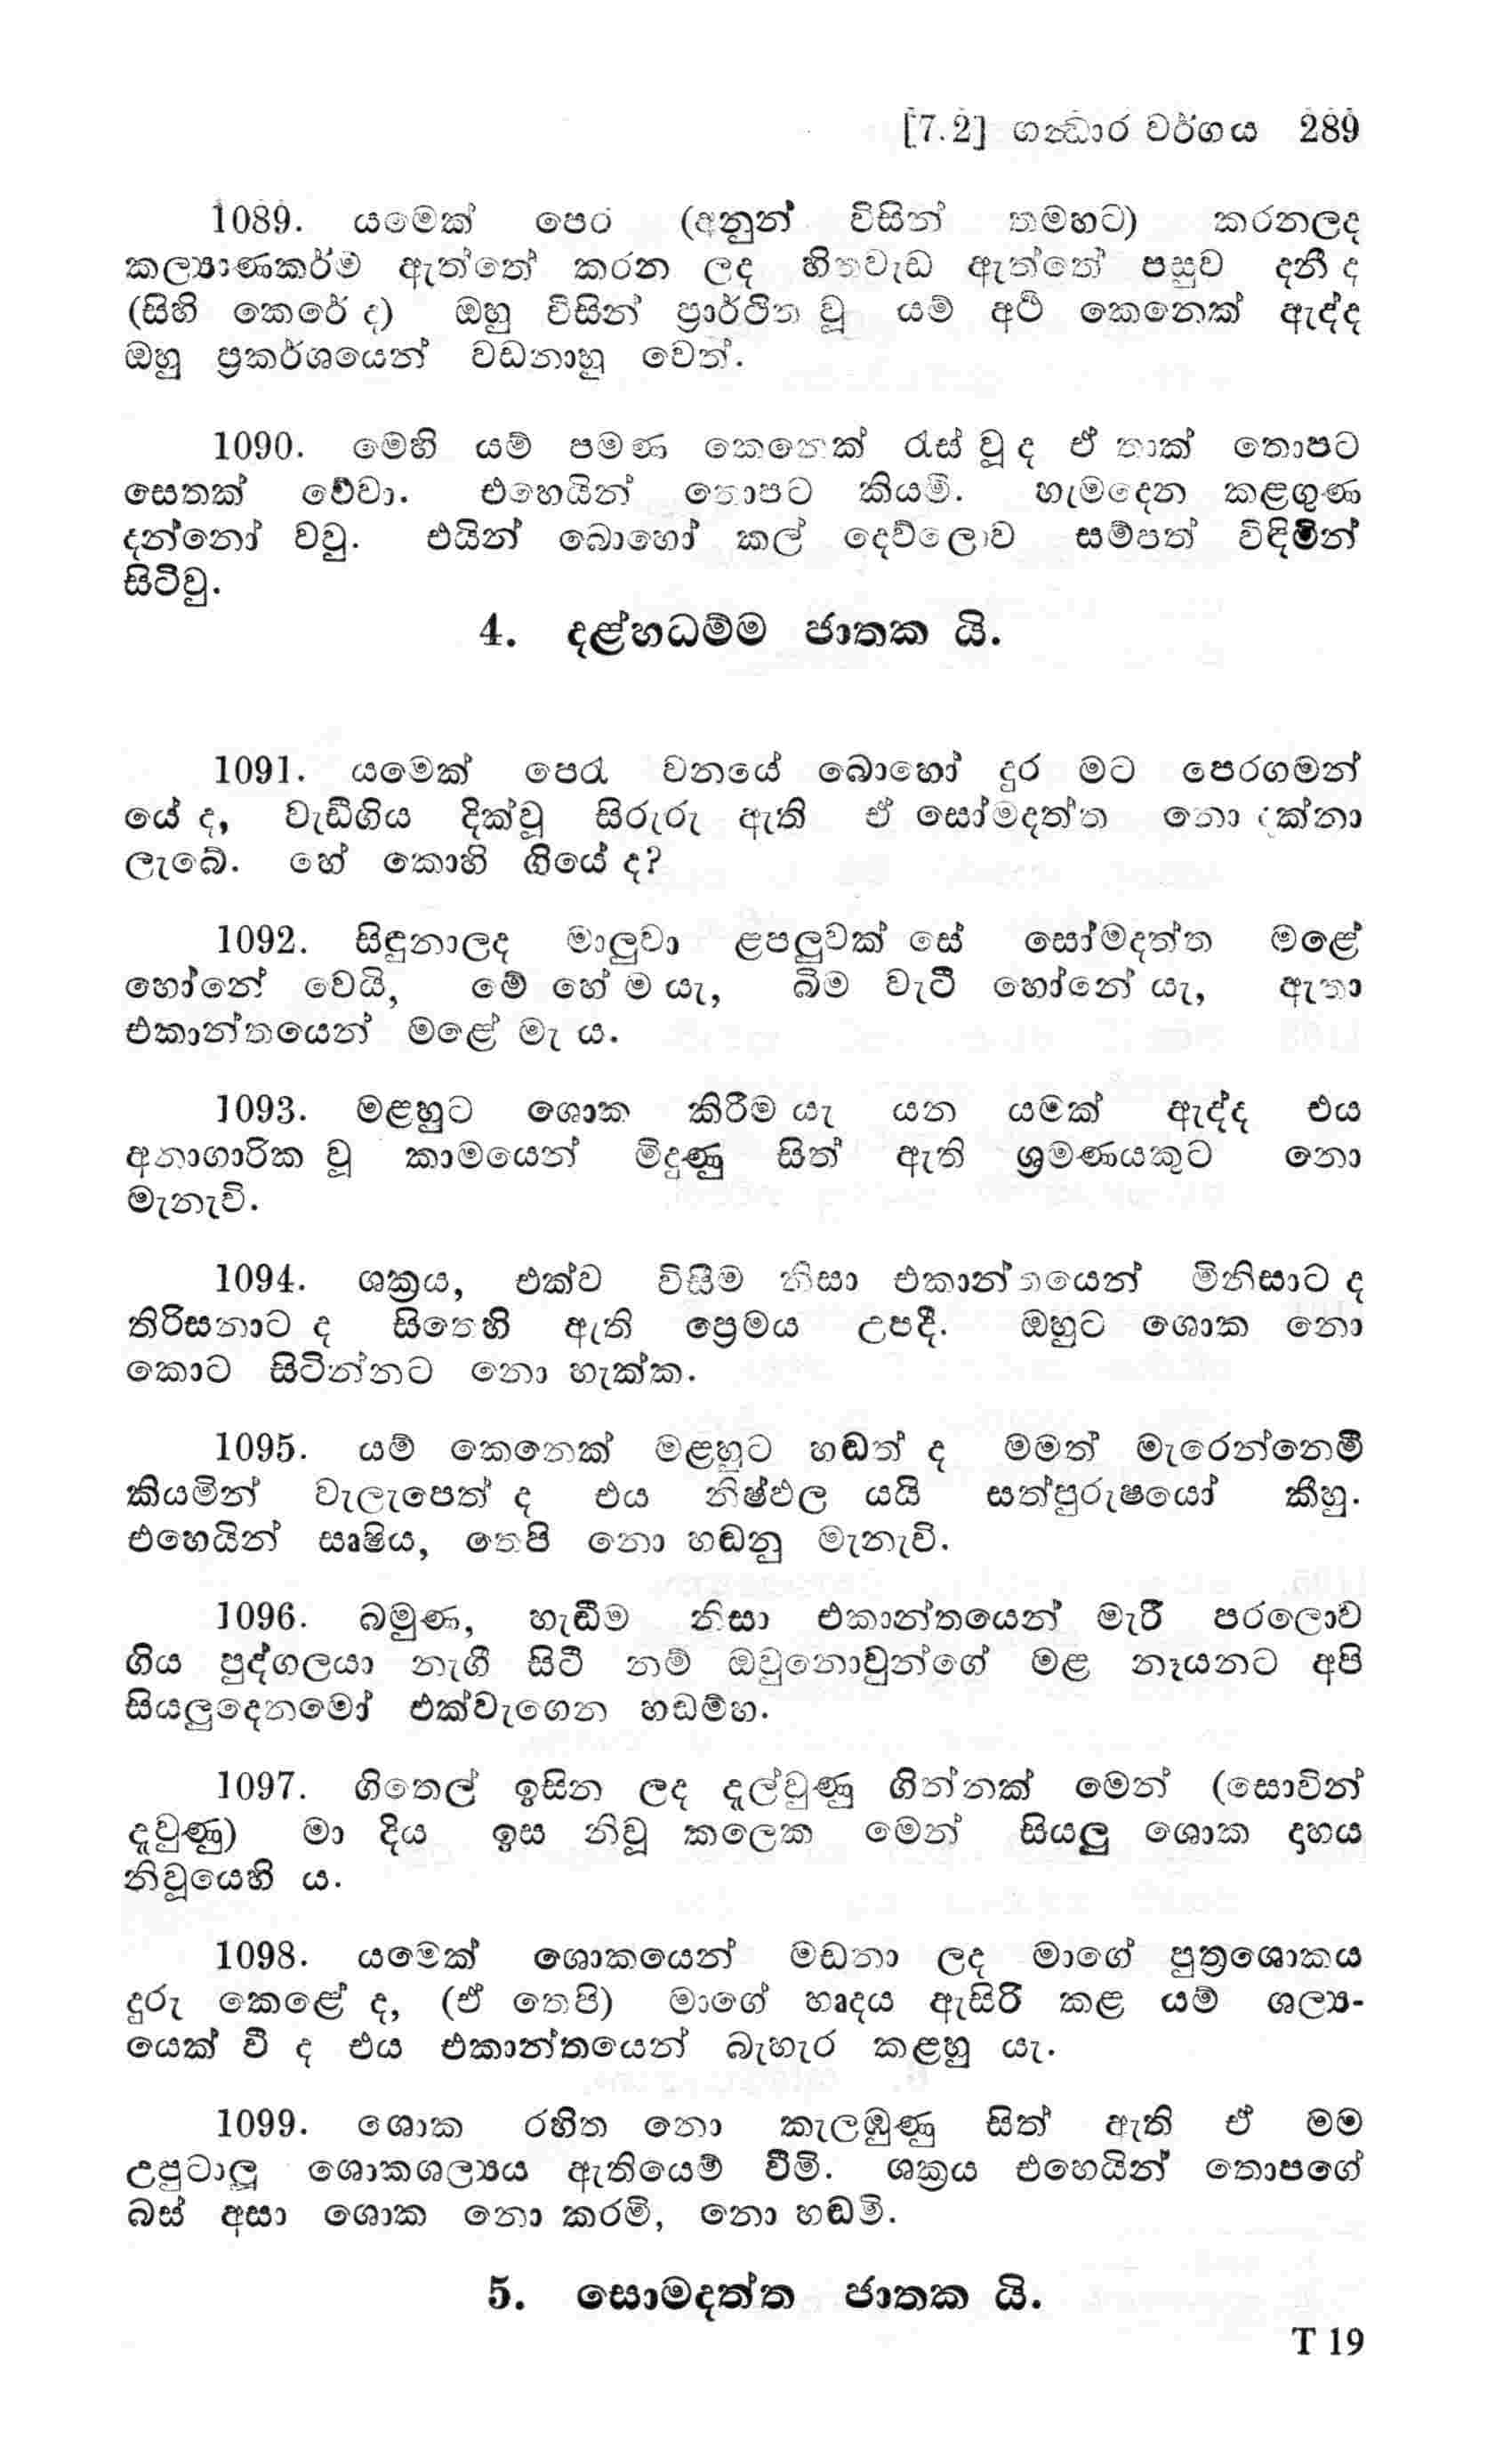 [7.2] ගන්‍ධාර වර්ගය 289
1089. යමෙක් පෙර (අනුන් විසින් තමහට) කරනලද
කල්‍යාණකර්ම ඇත්තේ කරන ලද හිතවැඩ ඇත්තේ පසුව දනී ද
(සිහි කෙරේ ද) ඔහු විසින් ප්‍රාර්ථිත වූ යම් අර්‍ථ කෙනෙක් ඇද්ද
ඔහු ප්‍රකර්ශයෙන් වඩනාහු වෙත්.
1090. මෙහි යම් පමණ කෙනෙක් රැස් වූ ද ඒ තාක් තොපට
සෙතක් වේවා. එහෙයින් තොපට කියමි. හැමදෙන කළගුණ
දන්නෝ වවු. එයින් බොහෝ කල් දෙව්ලොව සම්පත් විඳිමින්
සිටිවු.
4. දළ්හධම්ම ජාතක යි.
1091. යමෙක් පෙරැ වනයේ බොහෝ දුර මට පෙරගමන්
යේ ද, වැඩීගිය දික්වූ සිරුරු ඇති ඒ සෝමදත්ත නො දක්නා
ලැබේ. හේ කොහි ගියේ ද?
1092. සිඳුනාලද මාලුවා ළපලුවක් සේ සෝමදත්ත මළේ
හෝනේ වෙයි, මේ හේ ම යැ, බිම වැටී හෝනේ යැ, ඇතා
එකාන්තයෙන් මළේ මැ ය.
1093. මළහුට ශොක කිරීම යැ යන යමක් ඇද්ද එය
අනාගාරික වූ කාමයෙන් මිදුණු සිත් ඇති ශ්‍රමණයකුට නො
මැනැවි.
1094. ශක්‍රය, එක්ව විසීම නිසා එකාන්තයෙන් මිනිසාට ද
තිරිසනාට ද සිතෙහි ඇති ප්‍රෙමය උපදී. ඔහුට ශොක නො
කොට සිටින්නට නො හැක්ක.
1095. යම් කෙනෙක් මළහුට හඬත් ද මමත් මැරෙන්නෙමි
කියමින් වැලැපෙත් ද එය නිෂ්ඵල යයි සත්පුරුෂයෝ කීහු.
එහෙයින් සෘෂිය, තෙපි නො හඬනු මැනැවි.
1096. බමුණ, හැඬීම නිසා එකාන්තයෙන් මැරී පරලොව
ගිය පුද්ගලයා නැගී සිටී නම් ඔවුනොවුන්ගේ මළ නෑයනට අපි
සියලුදෙනමෝ එක්වැගෙන හඬම්හ.
1097. ගිතෙල් ඉසින ලද දැල්වුණු ගින්නක් මෙන් (සොවින්
දැවුණු) මා දිය ඉස නිවූ කලෙක මෙන් සියලු ශොක දාහය
නිවූයෙහි ය.
1098. යමෙක් ශොකයෙන් මඩනා ලද මාගේ පුත්‍රශොකය
දුරු කෙළේ ද, (ඒ තෙපි) මාගේ හෘදය ඇසිරි කළ යම් ශල්‍ය-
යෙක් වී ද එය එකාන්තයෙන් බැහැර කළහු යැ.
1099. ශොක රහිත නො කැලඹුණු සිත් ඇති ඒ මම
උපුටාලූ ශොකශල්‍යය ඇතියෙම් වීමි. ශක්‍රය එහෙයින් තොපගේ
බස් අසා ශොක නො කරමි, නො හඬමි.
5. සොමදත්ත ජාතක යි.
T 19